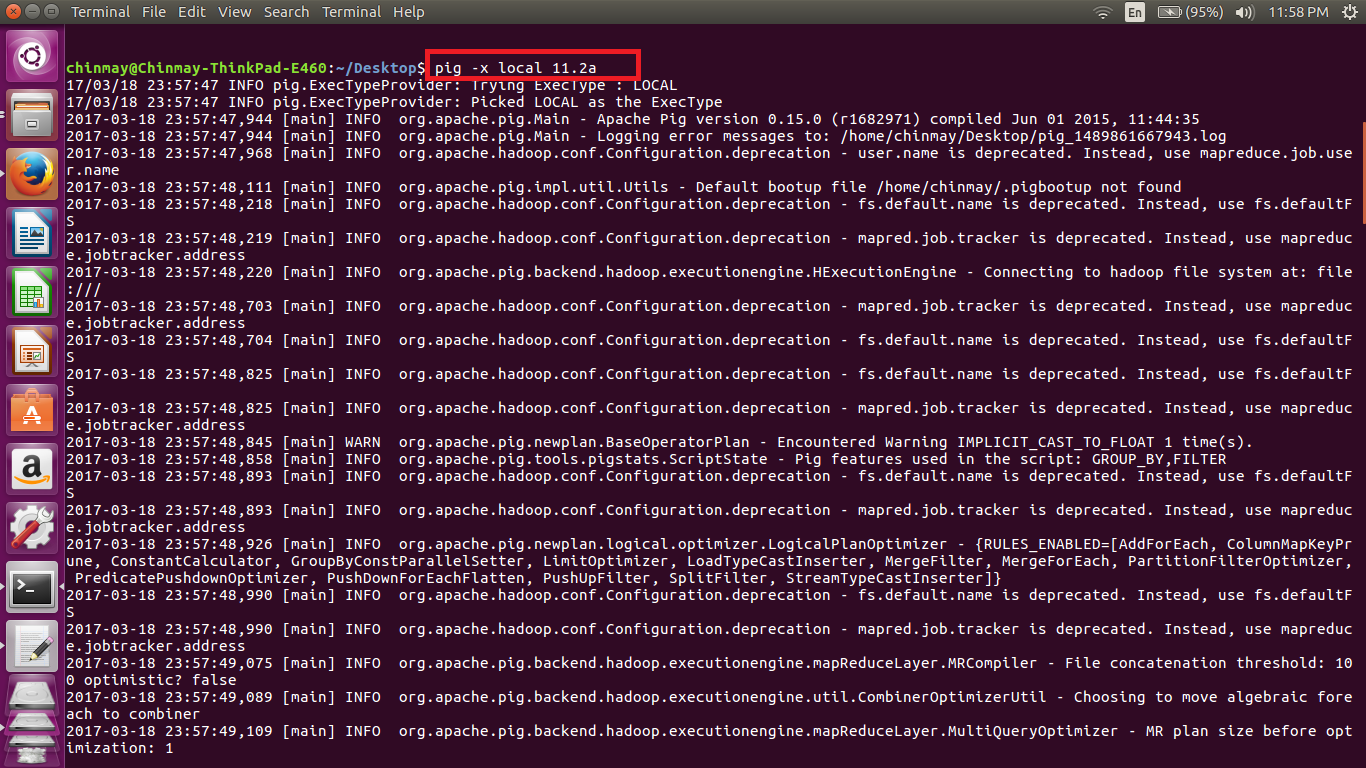 Terminal File Edit View Search Terminal Help En (95%) 11:58 PM
chinmay@Chinmay-ThinkPad-E460:~/Desktop$ pig -x local 11.2a
17/03/18 23:57:47 INFO pig.ExecTypeProvider: Trying ExecType : LOCAL
17/03/18 23:57:47 INFO pig.ExecTypeProvider: Picked LOCAL as the ExecType
2017-03-18 23:57:47,944 [main] INFO  org.apache.pig.Main - Apache Pig version 0.15.0 (r1682971) compiled Jun 01 2015, 11:44:35
2017-03-18 23:57:47,944 [main] INFO  org.apache.pig.Main - Logging error messages to: /home/chinmay/Desktop/pig_1489861667943.log
2017-03-18 23:57:47,968 [main] INFO  org.apache.hadoop.conf.Configuration.deprecation - user.name is deprecated. Instead, use mapreduce.job.use
r.name
2017-03-18 23:57:48,111 [main] INFO  org.apache.pig.impl.util.Utils - Default bootup file /home/chinmay/.pigbootup not found
2017-03-18 23:57:48,218 [main] INFO  org.apache.hadoop.conf.Configuration.deprecation - fs.default.name is deprecated. Instead, use fs.defaultF
S
2017-03-18 23:57:48,219 [main] INFO  org.apache.hadoop.conf.Configuration.deprecation - mapred.job.tracker is deprecated. Instead, use mapreduc
e.jobtracker.address
2017-03-18 23:57:48,220 [main] INFO  org.apache.pig.backend.hadoop.executionengine.HExecutionEngine - Connecting to hadoop file system at: file
:///
2017-03-18 23:57:48,703 [main] INFO  org.apache.hadoop.conf.Configuration.deprecation - mapred.job.tracker is deprecated. Instead, use mapreduc
e.jobtracker.address
2017-03-18 23:57:48,704 [main] INFO  org.apache.hadoop.conf.Configuration.deprecation - fs.default.name is deprecated. Instead, use fs.defaultF
S
2017-03-18 23:57:48,825 [main] INFO  org.apache.hadoop.conf.Configuration.deprecation - fs.default.name is deprecated. Instead, use fs.defaultF
S
2017-03-18 23:57:48,825 [main] INFO  org.apache.hadoop.conf.Configuration.deprecation - mapred.job.tracker is deprecated. Instead, use mapreduc
e.jobtracker.address
2017-03-18 23:57:48,845 [main] WARN  org.apache.pig.newplan.BaseOperatorPlan - Encountered Warning IMPLICIT_CAST_TO_FLOAT 1 time(s).
2017-03-18 23:57:48,858 [main] INFO  org.apache.pig.tools.pigstats.ScriptState - Pig features used in the script: GROUP_BY,FILTER
2017-03-18 23:57:48,893 [main] INFO  org.apache.hadoop.conf.Configuration.deprecation - fs.default.name is deprecated. Instead, use fs.defaultF
S
2017-03-18 23:57:48,893 [main] INFO  org.apache.hadoop.conf.Configuration.deprecation - mapred.job.tracker is deprecated. Instead, use mapreduc
e.jobtracker.address
2017-03-18 23:57:48,926 [main] INFO  org.apache.pig.newplan.logical.optimizer.LogicalPlanOptimizer - {RULES_ENABLED=[AddForEach, ColumnMapKeyPr
une, ConstantCalculator, GroupByConstParallelSetter, LimitOptimizer, LoadTypeCastInserter, MergeFilter, MergeForEach, PartitionFilterOptimizer,
 PredicatePushdownOptimizer, PushDownForEachFlatten, PushUpFilter, SplitFilter, StreamTypeCastInserter]}
2017-03-18 23:57:48,990 [main] INFO  org.apache.hadoop.conf.Configuration.deprecation - fs.default.name is deprecated. Instead, use fs.defaultF
S
2017-03-18 23:57:48,990 [main] INFO  org.apache.hadoop.conf.Configuration.deprecation - mapred.job.tracker is deprecated. Instead, use mapreduc
e.jobtracker.address
2017-03-18 23:57:49,075 [main] INFO  org.apache.pig.backend.hadoop.executionengine.mapReduceLayer.MRCompiler - File concatenation threshold: 10
0 optimistic? false
2017-03-18 23:57:49,089 [main] INFO  org.apache.pig.backend.hadoop.executionengine.util.CombinerOptimizerUtil - Choosing to move algebraic fore
ach to combiner
2017-03-18 23:57:49,109 [main] INFO  org.apache.pig.backend.hadoop.executionengine.mapReduceLayer.MultiQueryOptimizer - MR plan size before opt
imization: 1